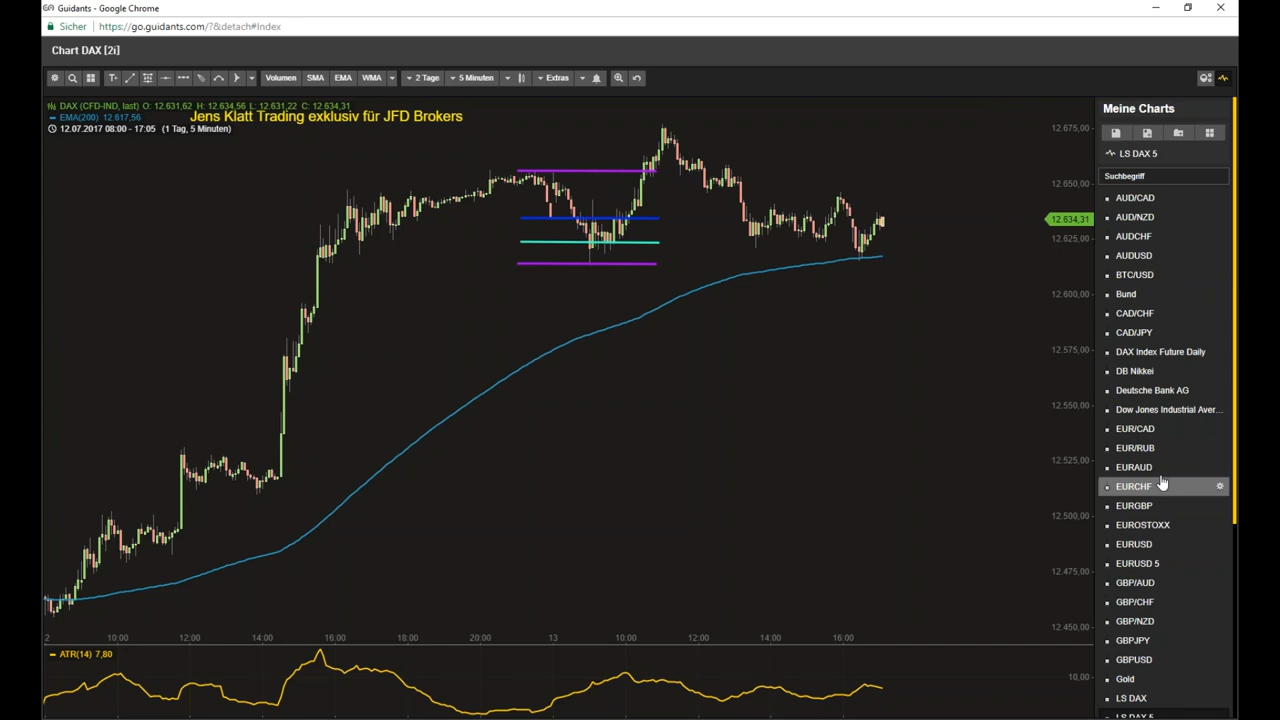 Guidants - Google Chrome
Sicher | https://go.guidants.com/?&detach#Index
Chart DAX [2i]
T+ Volumen SMA EMA WMA 2 Tage 5 Minuten Extras
DAX (CFD-IND, last) O: 12.631,62 H: 12.634,56 L: 12.631,22 C: 12.634,31
Jens Klatt Trading exklusiv für JFD Brokers
EMA(200) 12.617,56
12.07.2017 08:00 - 17:05 (1 Tag, 5 Minuten)
12.675,00
12.650,00
12.634,31
12.625,00
12.600,00
12.575,00
12.550,00
12.525,00
12.500,00
12.475,00
12.450,00
2 10:00 12:00 14:00 16:00 18:00 20:00 13 10:00 12:00 14:00 16:00
ATR(14) 7,80
10,00
Meine Charts
LS DAX 5
Suchbegriff
AUD/CAD
AUD/NZD
AUDCHF
AUDUSD
BTC/USD
Bund
CAD/CHF
CAD/JPY
DAX Index Future Daily
DB Nikkei
Deutsche Bank AG
Dow Jones Industrial Aver...
EUR/CAD
EUR/RUB
EURAUD
EURCHF
EURGBP
EUROSTOXX
EURUSD
EURUSD 5
GBP/AUD
GBP/CHF
GBP/NZD
GBPJPY
GBPUSD
Gold
LS DAX
LS DAX 5